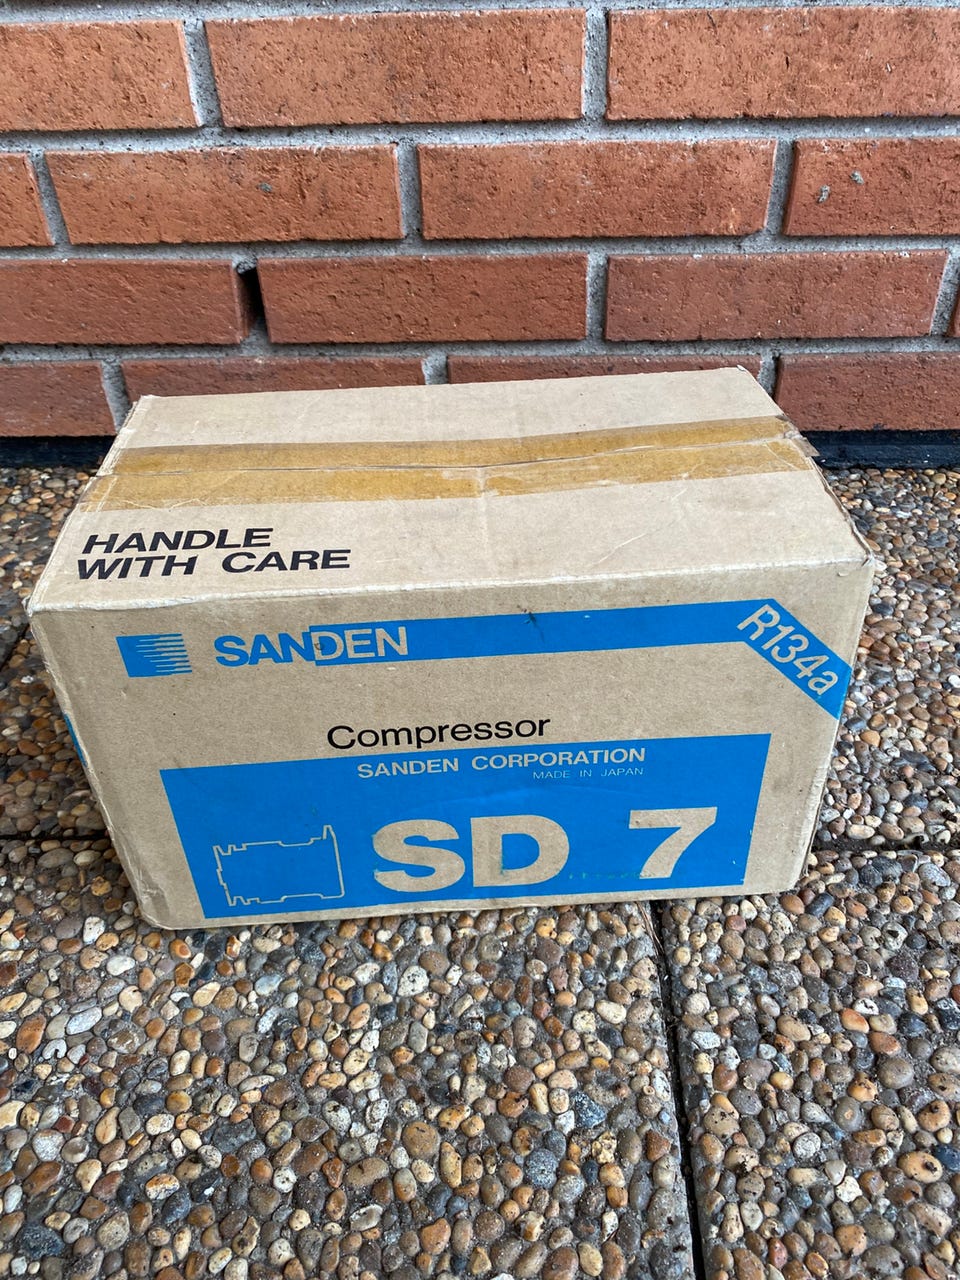 HANDLE
WITH CARE
SANDEN
R134a
Compressor
SANDEN CORPORATION
MADE IN JAPAN
SD 7